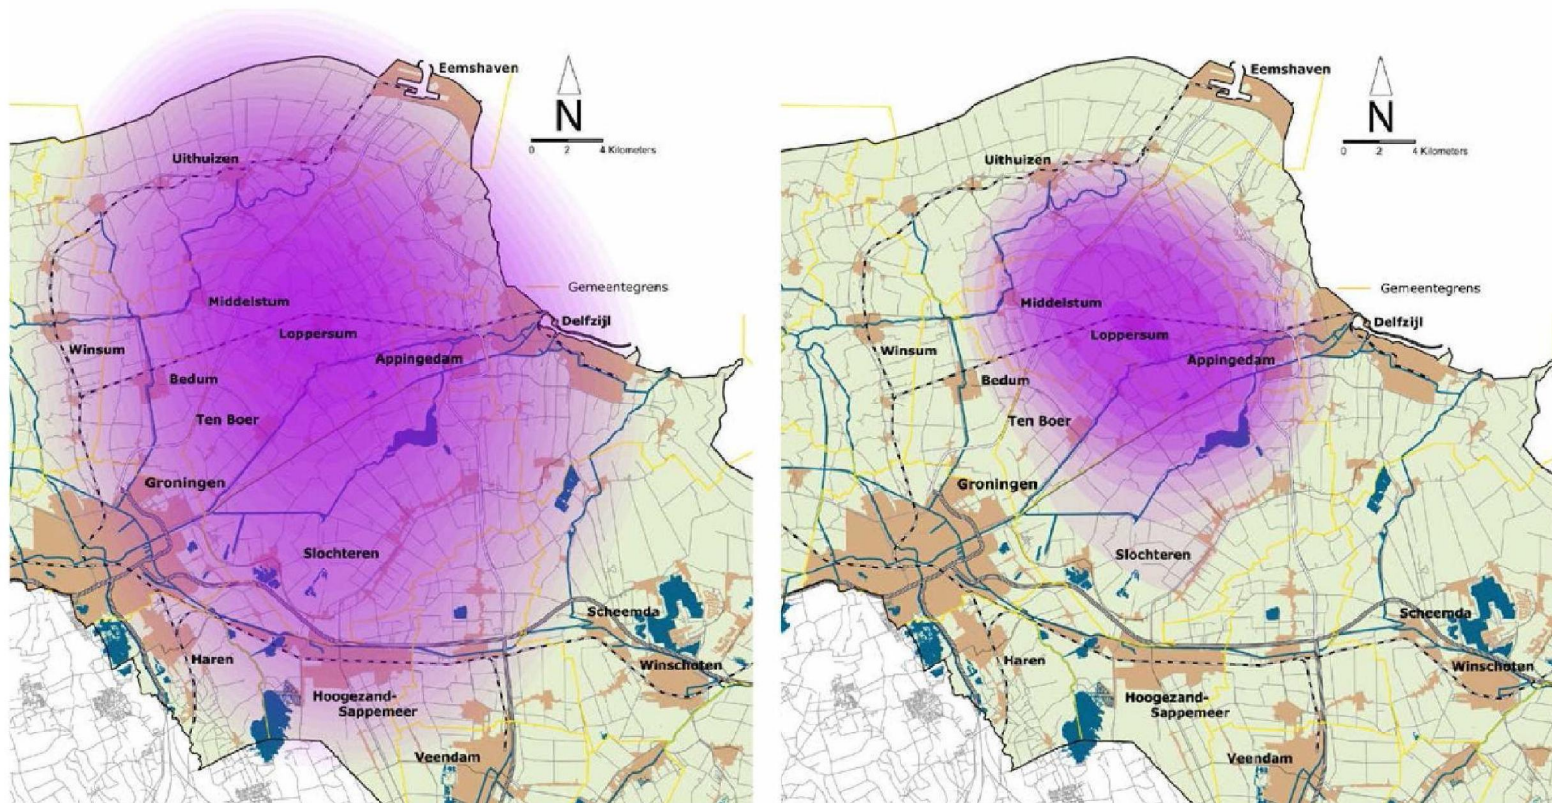 Eemshaven
N
0 2 4 Kilometers
Uithuizen
Gemeentegrens
Middelstum
Delfzijl
Loppersum
Winsum
Appingedam
Bedum
Ten Boer
Groningen
Slochteren
Scheemda
Haren
Winschoten
Hoogezand-
Sappemeer
Veendam
Eemshaven
N
0 2 4 Kilometers
Uithuizen
Gemeentegrens
Middelstum
Delfzijl
Loppersum
Winsum
Appingedam
Bedum
Ten Boer
Groningen
Slochteren
Scheemda
Haren
Winschoten
Hoogezand-
Sappemeer
Veendam